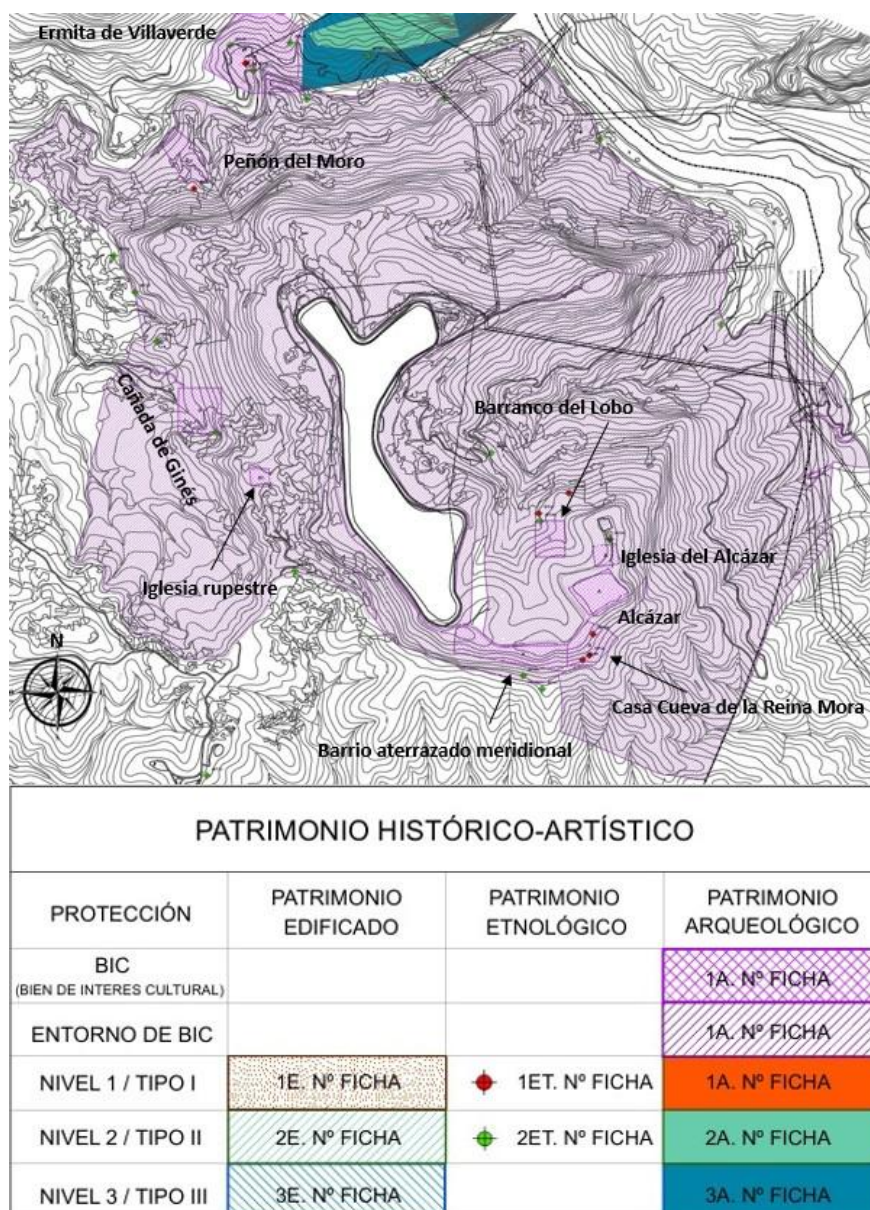 Ermita de Villaverde
Peñón del Moro
Barranco del Lobo
Cañada de Ginés
Iglesia del Alcázar
Iglesia rupestre
Alcázar
N
Casa Cueva de la Reina Mora
Barrio aterrazado meridional
PATRIMONIO HISTÓRICO-ARTÍSTICO
PROTECCIÓN
PATRIMONIO
EDIFICADO
PATRIMONIO
ETNOLÓGICO
PATRIMONIO
ARQUEOLÓGICO
BIC
(BIEN DE INTERES CULTURAL)
1A. Nº FICHA
ENTORNO DE BIC
1A. Nº FICHA
NIVEL 1 / TIPO I
1E. Nº FICHA
1ET. Nº FICHA
1A. Nº FICHA
NIVEL 2 / TIPO II
2E. Nº FICHA
2ET. Nº FICHA
2A. Nº FICHA
NIVEL 3 / TIPO III
3E. Nº FICHA
3A. Nº FICHA